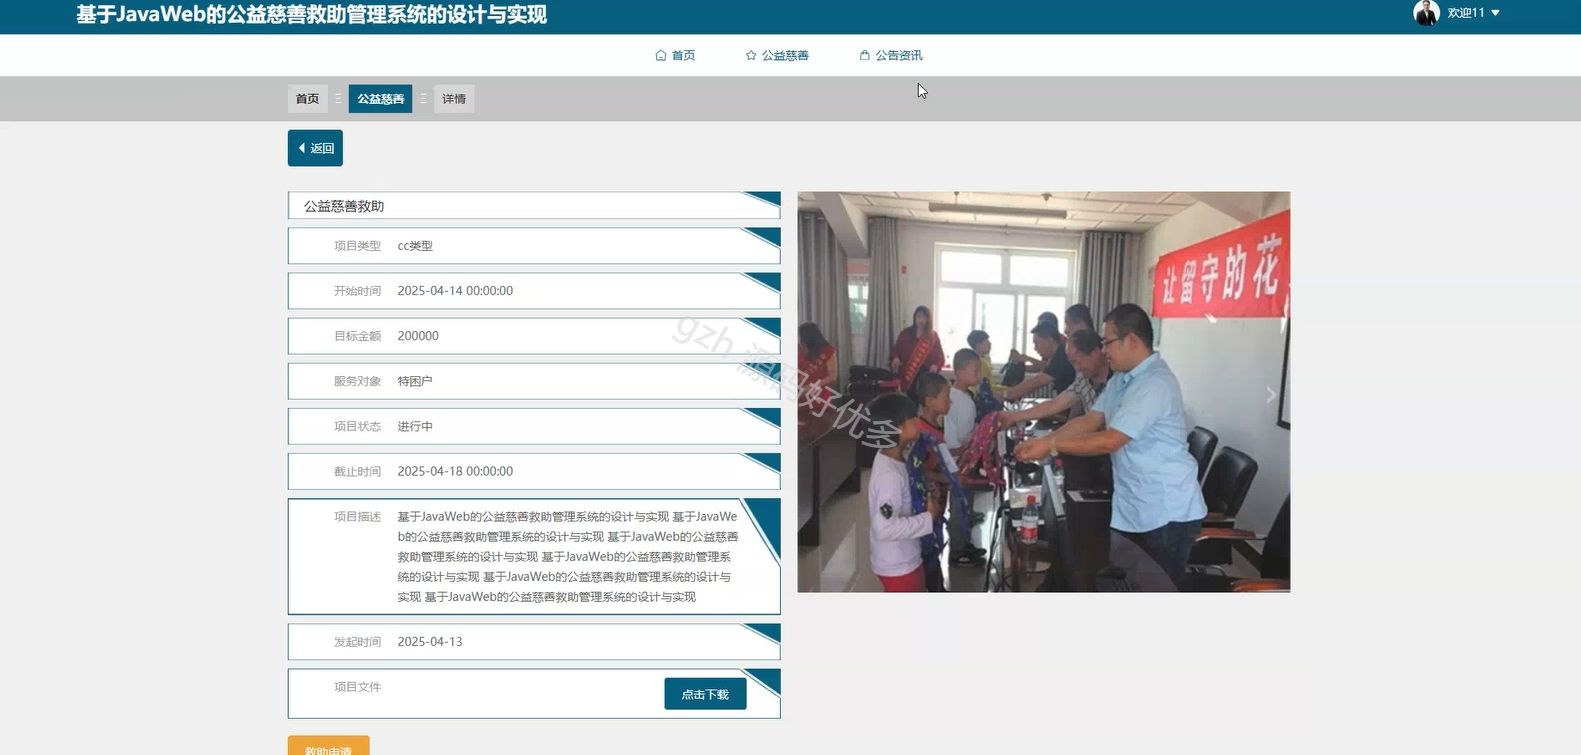 基于JavaWeb的公益慈善救助管理系统的设计与实现
欢迎11
首页
公益慈善
公告资讯
首页
公益慈善
详情
返回
公益慈善救助
项目类型 cc类型
开始时间 2025-04-14 00:00:00
目标金额 200000
服务对象 特困户
项目状态 进行中
截止时间 2025-04-18 00:00:00
项目描述 基于JavaWeb的公益慈善救助管理系统的设计与实现 基于JavaWe
b的公益慈善救助管理系统的设计与实现 基于JavaWeb的公益慈善
救助管理系统的设计与实现 基于JavaWeb的公益慈善救助管理系
统的设计与实现 基于JavaWeb的公益慈善救助管理系统的设计与
实现 基于JavaWeb的公益慈善救助管理系统的设计与实现
发起时间 2025-04-13
项目文件 点击下载
救助申请
让留守的花
gzh 源码好优多